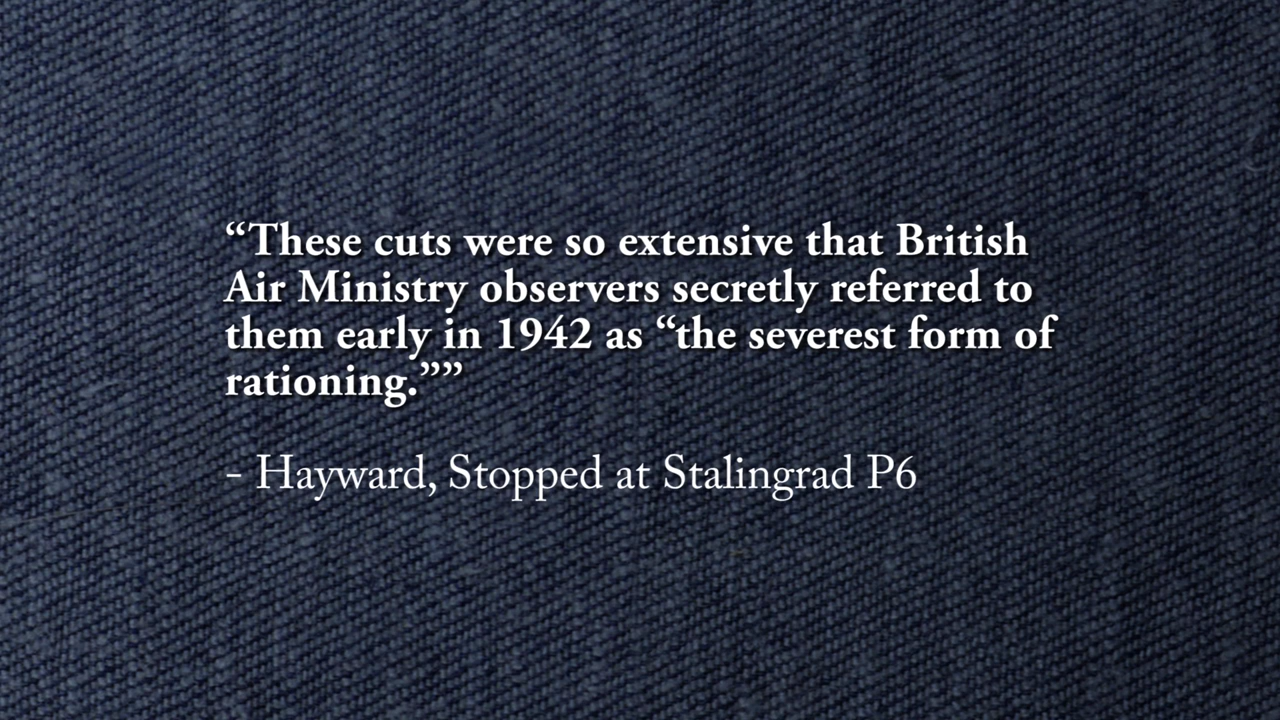 “These cuts were so extensive that British
Air Ministry observers secretly referred to
them early in 1942 as “the severest form of
rationing.””
- Hayward, Stopped at Stalingrad P6